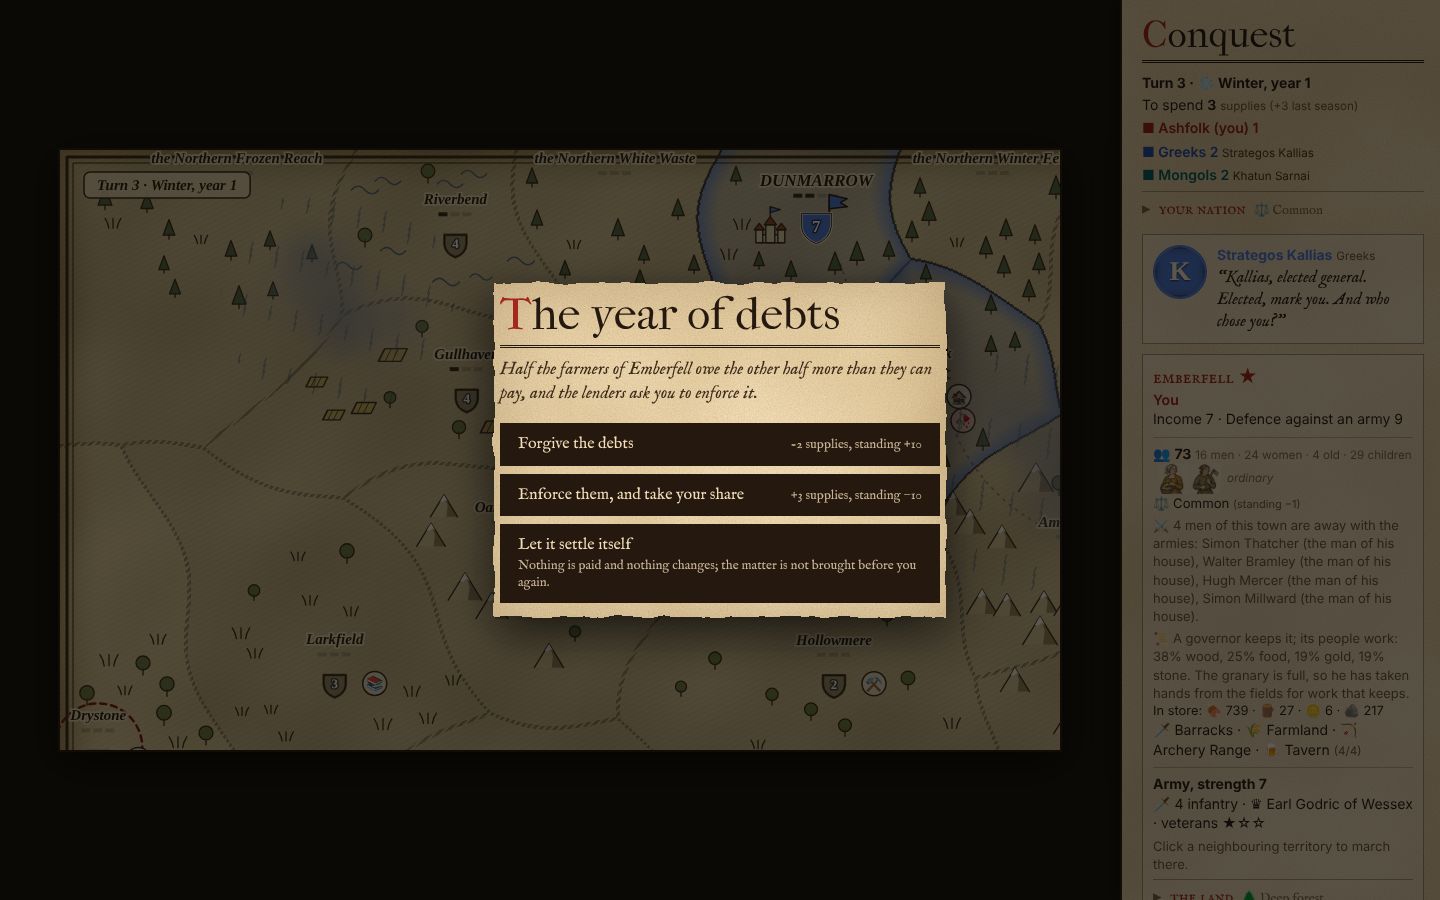 the Northern Frozen Reach
the Northern White Waste
the Northern Winter Fe
Turn 3 · Winter, year 1
Riverbend
4
DUNMARROW
7
Gullhaven
4
Larkfield
3
Hollowmere
2
Drystone
The year of debts
Half the farmers of Emberfell owe the other half more than they can
pay, and the lenders ask you to enforce it.
Forgive the debts
-2 supplies, standing +10
Enforce them, and take your share
+3 supplies, standing −10
Let it settle itself
Nothing is paid and nothing changes; the matter is not brought before you
again.
Conquest
Turn 3 · Winter, year 1
To spend 3 supplies (+3 last season)
Ashfolk (you) 1
Greeks 2 Strategos Kallias
Mongols 2 Khatun Sarnai
YOUR NATION Common
K
Strategos Kallias Greeks
“Kallias, elected general.
Elected, mark you. And who
chose you?”
EMBERFELL ★
You
Income 7 · Defence against an army 9
73 16 men · 24 women · 4 old · 29 children
ordinary
Common (standing −1)
4 men of this town are away with the
armies: Simon Thatcher (the man of his
house), Walter Bramley (the man of his
house), Hugh Mercer (the man of his
house), Simon Millward (the man of his
house).
A governor keeps it; its people work:
38% wood, 25% food, 19% gold, 19%
stone. The granary is full, so he has taken
hands from the fields for work that keeps.
In store: 739 · 27 · 6 · 217
Barracks · Farmland ·
Archery Range · Tavern (4/4)
Army, strength 7
4 infantry · ♛ Earl Godric of Wessex
· veterans ★☆☆
Click a neighbouring territory to march
there.
THE LAND Deep forest